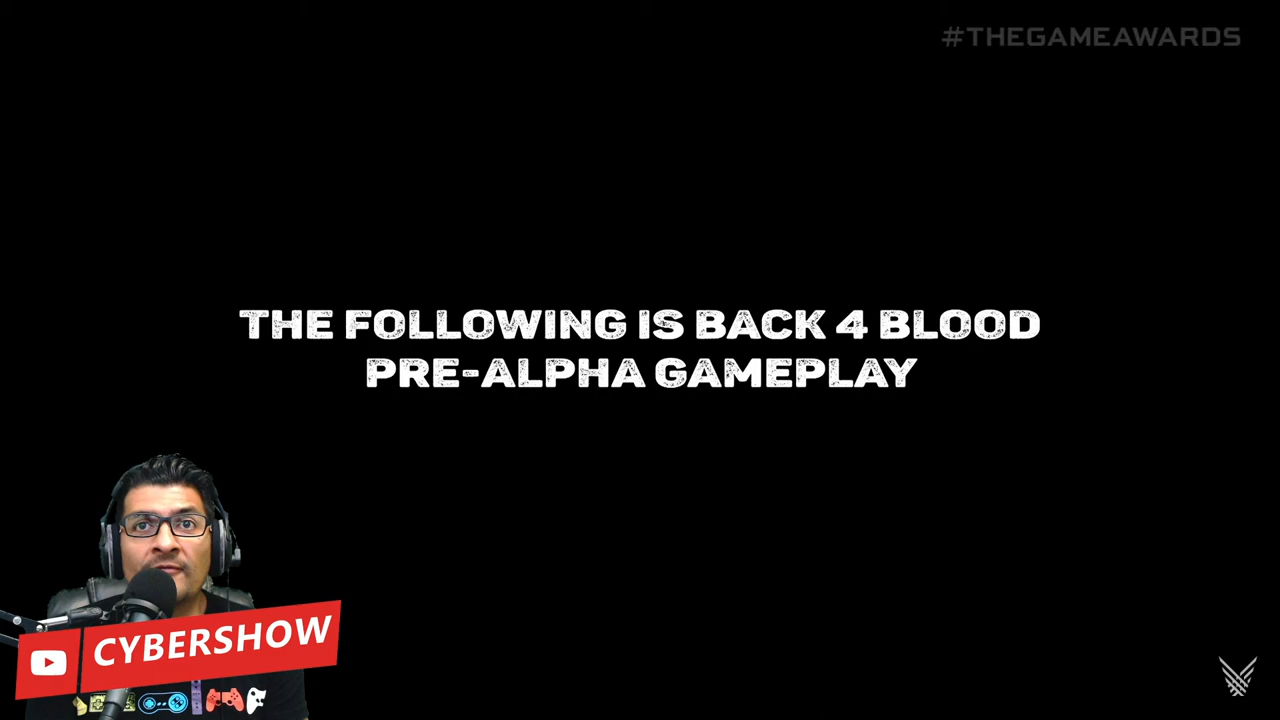 #THEGAMEAWARDS
THE FOLLOWING IS BACK 4 BLOOD
PRE-ALPHA GAMEPLAY
CYBERSHOW